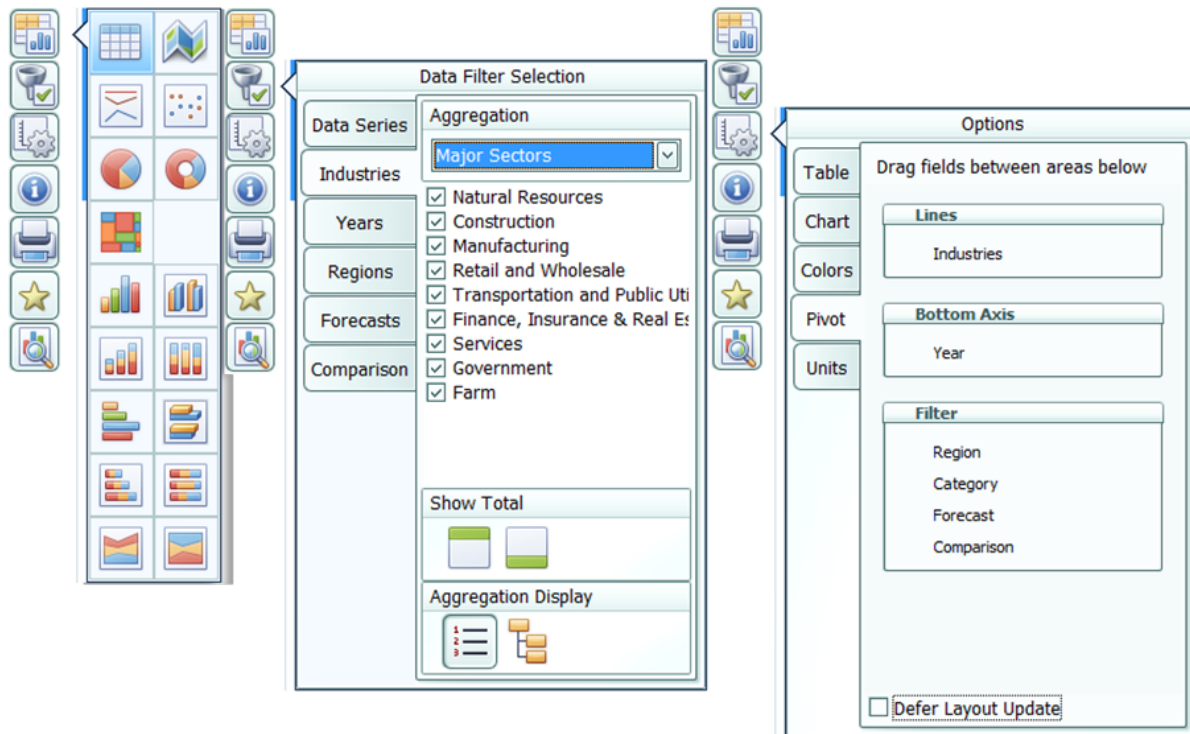 Data Filter Selection
Data Series
Industries
Years
Regions
Forecasts
Comparison
Aggregation
Major Sectors
Natural Resources
Construction
Manufacturing
Retail and Wholesale
Transportation and Public Uti
Finance, Insurance & Real Es
Services
Government
Farm
Show Total
Aggregation Display
1
2
3
Options
Table
Chart
Colors
Pivot
Units
Drag fields between areas below
Lines
Industries
Bottom Axis
Year
Filter
Region
Category
Forecast
Comparison
Defer Layout Update